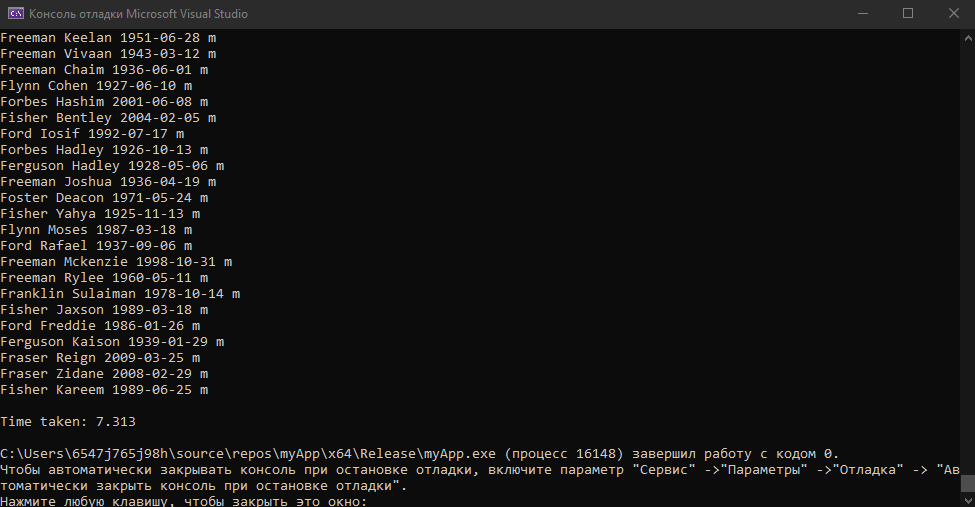 Консоль отладки Microsoft Visual Studio
Freeman Keelan 1951-06-28 m
Freeman Vivaan 1943-03-12 m
Freeman Chaim 1936-06-01 m
Flynn Cohen 1927-06-10 m
Forbes Hashim 2001-06-08 m
Fisher Bentley 2004-02-05 m
Ford Iosif 1992-07-17 m
Forbes Hadley 1926-10-13 m
Ferguson Hadley 1928-05-06 m
Freeman Joshua 1936-04-19 m
Foster Deacon 1971-05-24 m
Fisher Yahya 1925-11-13 m
Flynn Moses 1987-03-18 m
Ford Rafael 1937-09-06 m
Freeman Mckenzie 1998-10-31 m
Freeman Rylee 1960-05-11 m
Franklin Sulaiman 1978-10-14 m
Fisher Jaxson 1989-03-18 m
Ford Freddie 1986-01-26 m
Ferguson Kaison 1939-01-29 m
Fraser Reign 2009-03-25 m
Fraser Zidane 2008-02-29 m
Fisher Kareem 1989-06-25 m
Time taken: 7.313
C:\Users\6547j765j98h\source\repos\myApp\x64\Release\myApp.exe (процесс 16148) завершил работу с кодом 0.
Чтобы автоматически закрывать консоль при остановке отладки, включите параметр "Сервис" ->"Параметры" ->"Отладка" -> "Ав
томатически закрыть консоль при остановке отладки".
Нажмите любую клавишу, чтобы закрыть это окно: